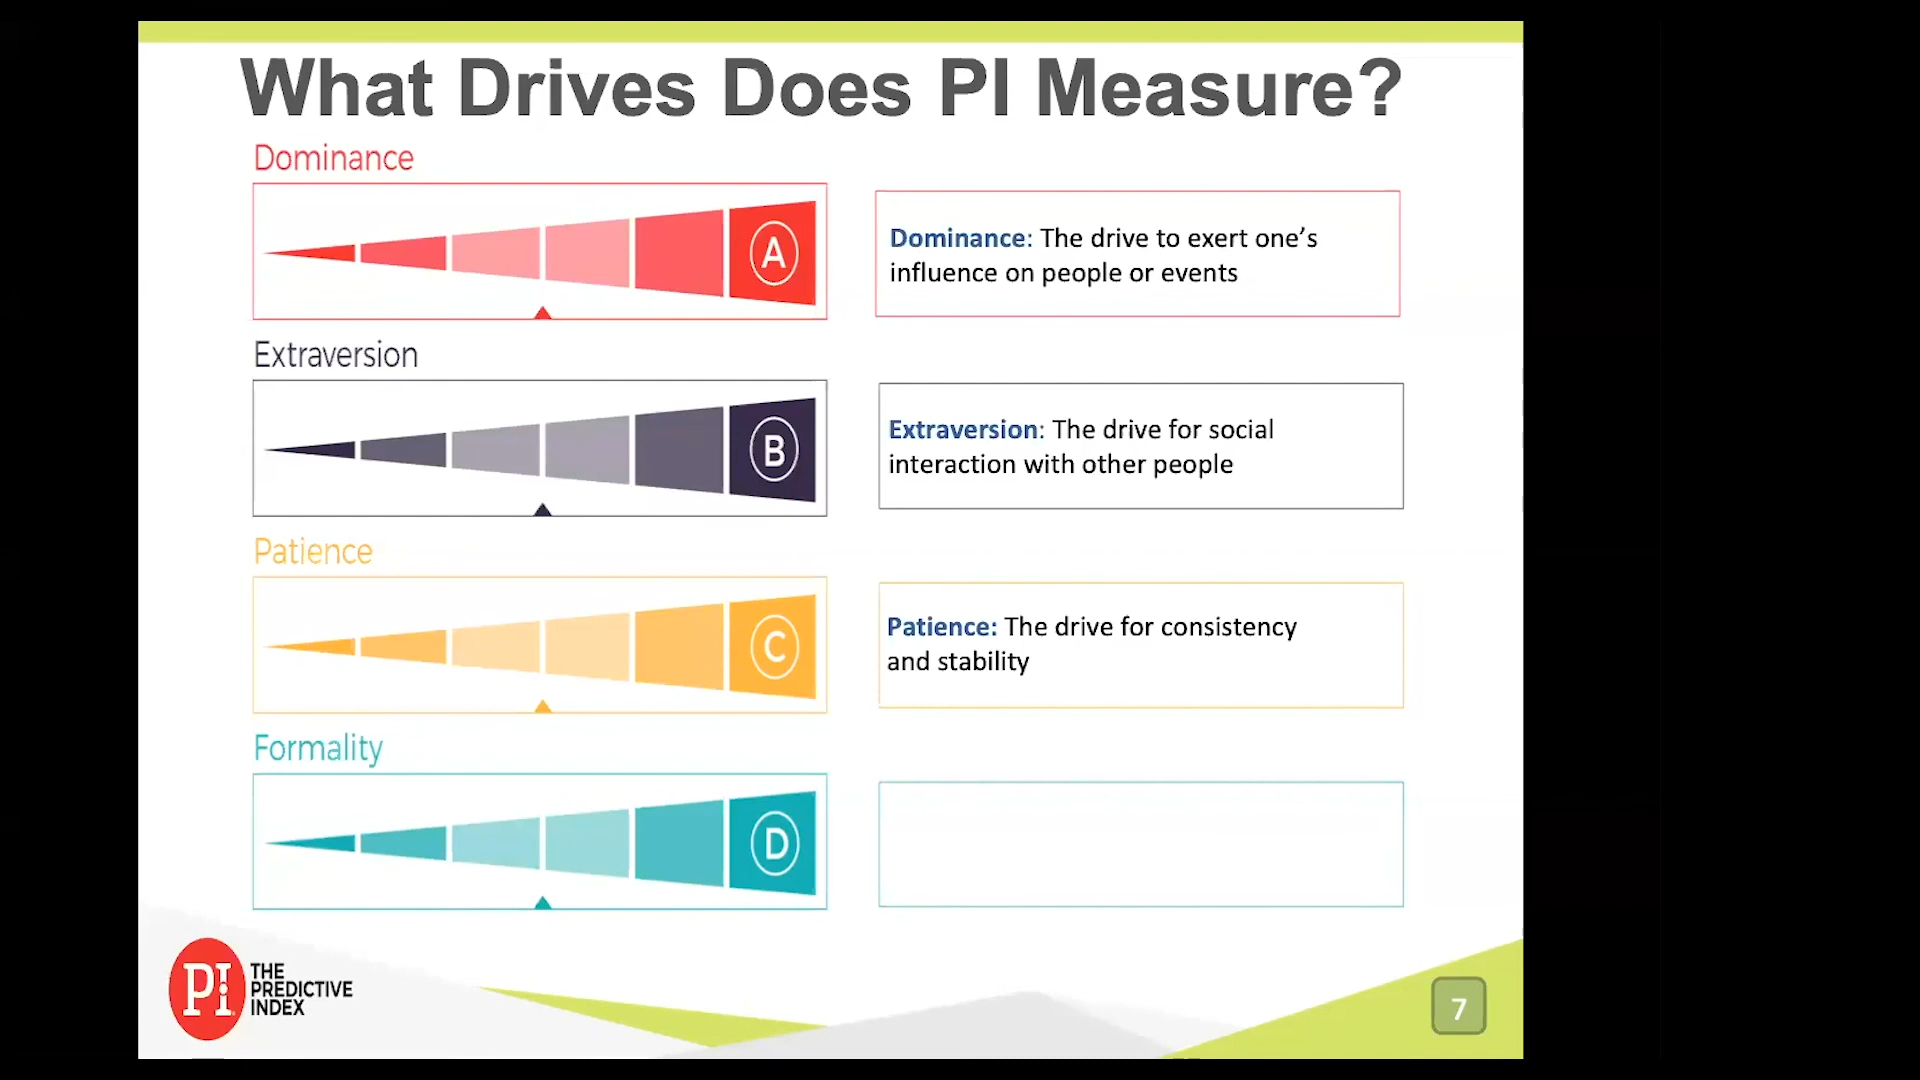 What Drives Does PI Measure?
Dominance
A
Dominance: The drive to exert one’s
influence on people or events
Extraversion
B
Extraversion: The drive for social
interaction with other people
Patience
C
Patience: The drive for consistency
and stability
Formality
D
PI
THE
PREDICTIVE
INDEX
7